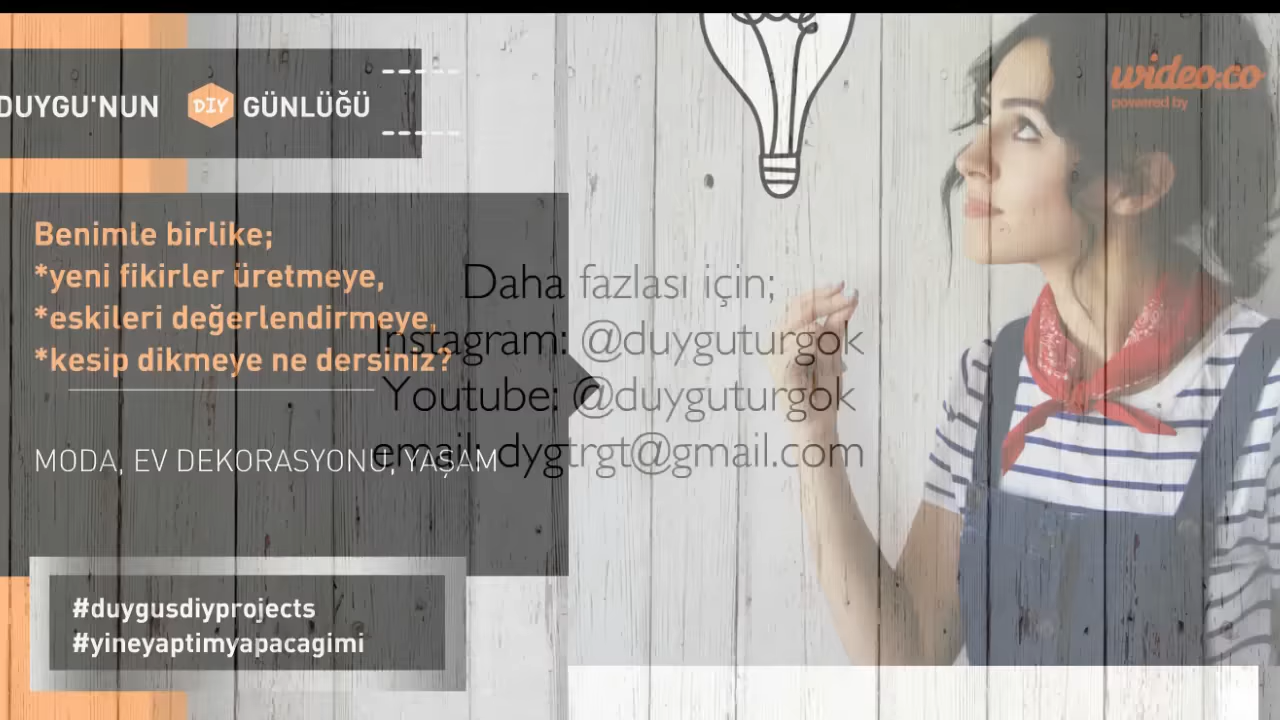 DUYGU'NUN DIY GÜNLÜĞÜ
wideo.co
powered by
Benimle birlike;
*yeni fikirler üretmeye,
*eskileri değerlendirmeye,
*kesip dikmeye ne dersiniz?
MODA, EV DEKORASYONU, YAŞAM
Daha fazlası için;
Instagram: @duyguturgok
Youtube: @duyguturgok
email: dygtrgt@gmail.com
#duygusdiyprojects
#yineyaptimyapacagimi